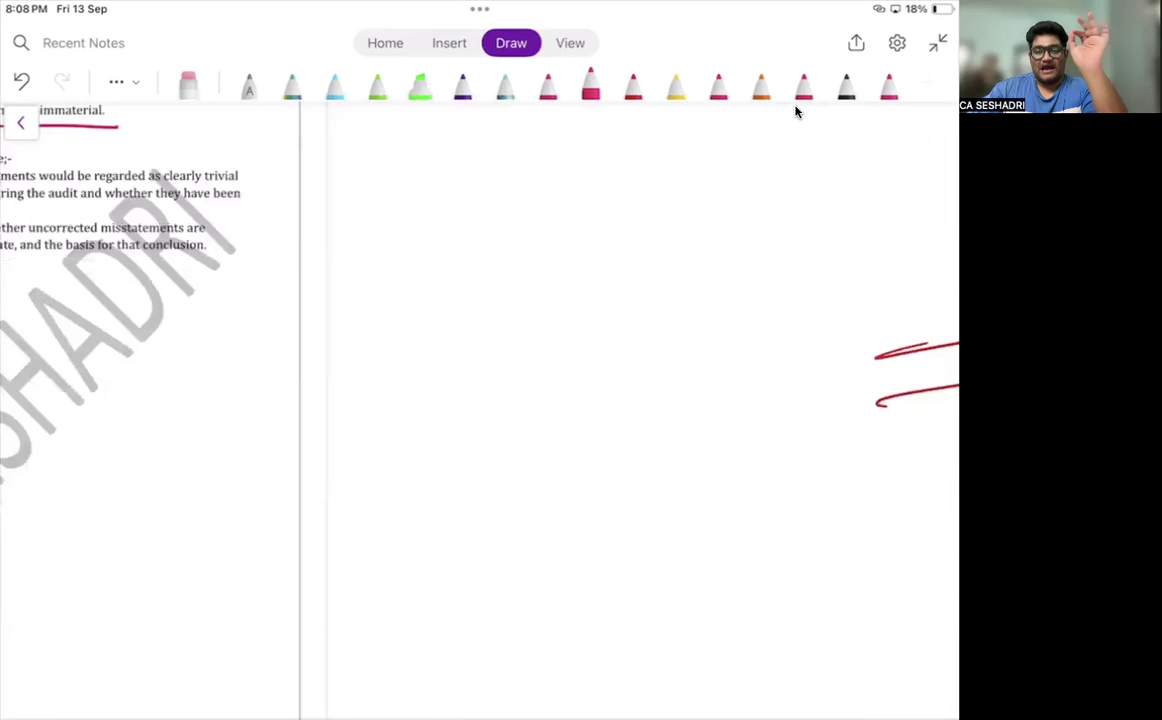 8:08 PM Fri 13 Sep
18%
Recent Notes
Home Insert Draw View
A
CA SESHADRI
immaterial.
e;-
ments would be regarded as clearly trivial
ring the audit and whether they have been
ther uncorrected misstatements are
ate, and the basis for that conclusion.
SHADRI